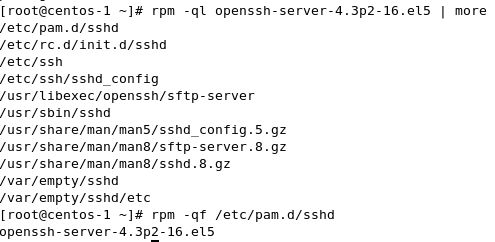 [root@centos-1 ~]# rpm -ql openssh-server-4.3p2-16.el5 | more
/etc/pam.d/sshd
/etc/rc.d/init.d/sshd
/etc/ssh
/etc/ssh/sshd_config
/usr/libexec/openssh/sftp-server
/usr/sbin/sshd
/usr/share/man/man5/sshd_config.5.gz
/usr/share/man/man8/sftp-server.8.gz
/usr/share/man/man8/sshd.8.gz
/var/empty/sshd
/var/empty/sshd/etc
[root@centos-1 ~]# rpm -qf /etc/pam.d/sshd
openssh-server-4.3p2-16.el5